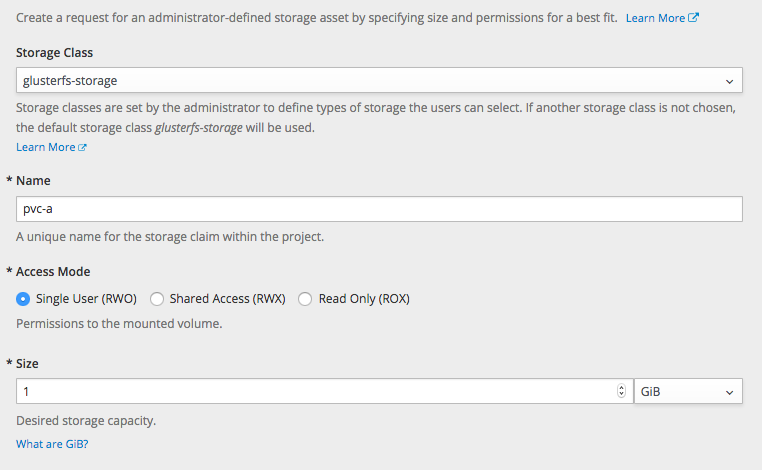 Create a request for an administrator-defined storage asset by specifying size and permissions for a best fit. Learn More
Storage Class
glusterfs-storage
Storage classes are set by the administrator to define types of storage the users can select. If another storage class is not chosen,
the default storage class glusterfs-storage will be used.
Learn More
* Name
pvc-a
A unique name for the storage claim within the project.
* Access Mode
Single User (RWO) Shared Access (RWX) Read Only (ROX)
Permissions to the mounted volume.
* Size
1 GiB
Desired storage capacity.
What are GiB?